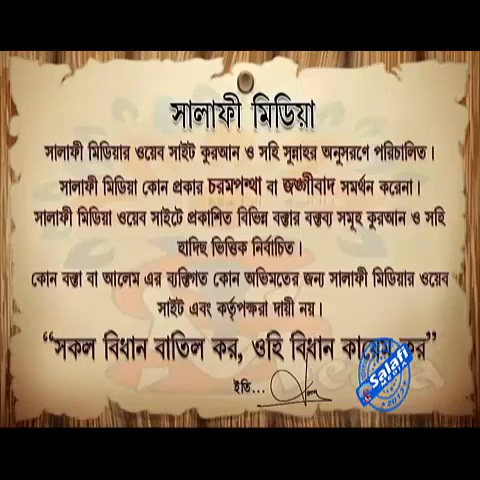 সালাফী মিডিয়া
সালাফী মিডিয়ার ওয়েব সাইট কুরআন ও সহি সুন্নাহর অনুসরণে পরিচালিত।
সালাফী মিডিয়া কোন প্রকার চরমপন্থা বা জঙ্গীবাদ সমর্থন করেনা।
সালাফী মিডিয়া ওয়েব সাইটে প্রকাশিত বিভিন্ন বক্তার বক্তব্য সমূহ কুরআন ও সহি
হাদিছ ভিত্তিক নির্বাচিত।
কোন বক্তা বা আলেম এর ব্যক্তিগত কোন অভিমতের জন্য সালাফী মিডিয়ার ওয়েব
সাইট এবং কর্তৃপক্ষরা দায়ী নয়।
“সকল বিধান বাতিল কর, ওহি বিধান কায়েম কর”
ইতি...
Salafi
MEDIA